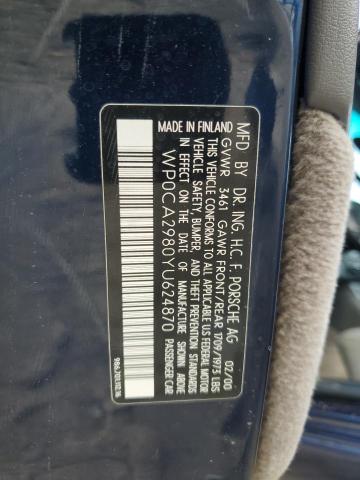 MFD. BY DR. ING. H.C. F. PORSCHE AG 02/00
GVWR 3461 GAWR FRONT/REAR 1709/1973 LBS
MADE IN FINLAND
THIS VEHICLE CONFORMS TO ALL APPLICABLE US FEDERAL MOTOR
VEHICLE SAFETY, BUMPER, AND THEFT PREVENTION STANDARDS
IN EFFECT ON THE DATE OF MANUFACTURE SHOWN ABOVE
WP0CA2980YU624870 PASSENGER CAR